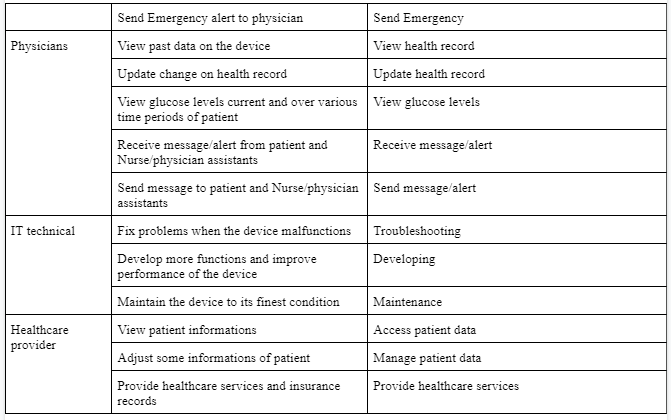 Send Emergency alert to physician
Send Emergency
Physicians
View past data on the device
View health record
Update change on health record
Update health record
View glucose levels current and over various
time periods of patient
View glucose levels
Receive message/alert from patient and
Nurse/physician assistants
Receive message/alert
Send message to patient and Nurse/physician
assistants
Send message/alert
IT technical
Fix problems when the device malfunctions
Troubleshooting
Develop more functions and improve
performance of the device
Developing
Maintain the device to its finest condition
Maintenance
Healthcare
provider
View patient informations
Access patient data
Adjust some informations of patient
Manage patient data
Provide healthcare services and insurance
records
Provide healthcare services